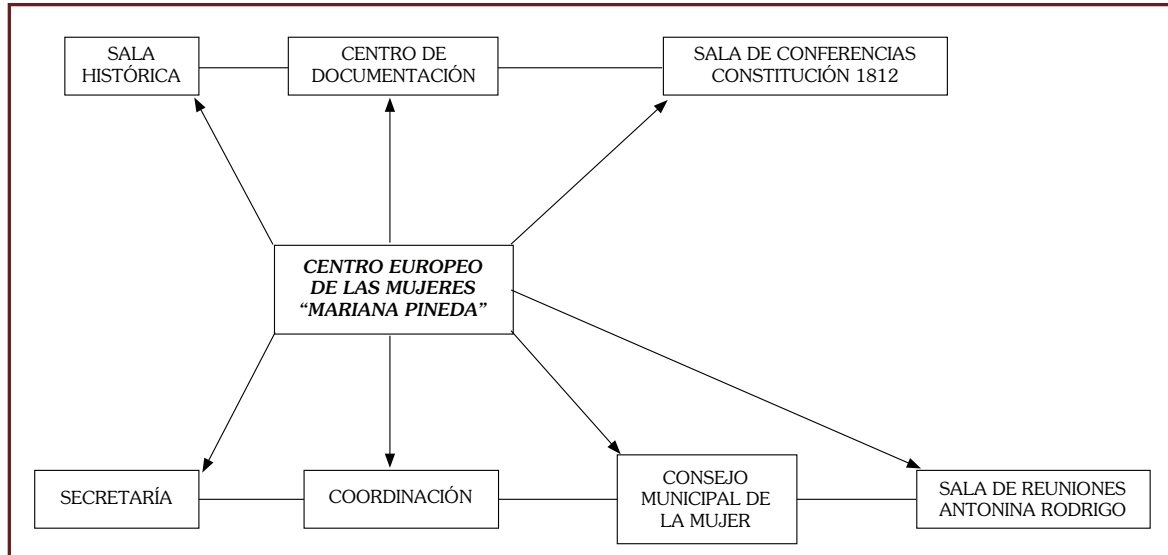 SALA
HISTÓRICA
CENTRO DE
DOCUMENTACIÓN
SALA DE CONFERENCIAS
CONSTITUCIÓN 1812
CENTRO EUROPEO
DE LAS MUJERES
“MARIANA PINEDA”
SECRETARÍA
COORDINACIÓN
CONSEJO
MUNICIPAL DE
LA MUJER
SALA DE REUNIONES
ANTONINA RODRIGO